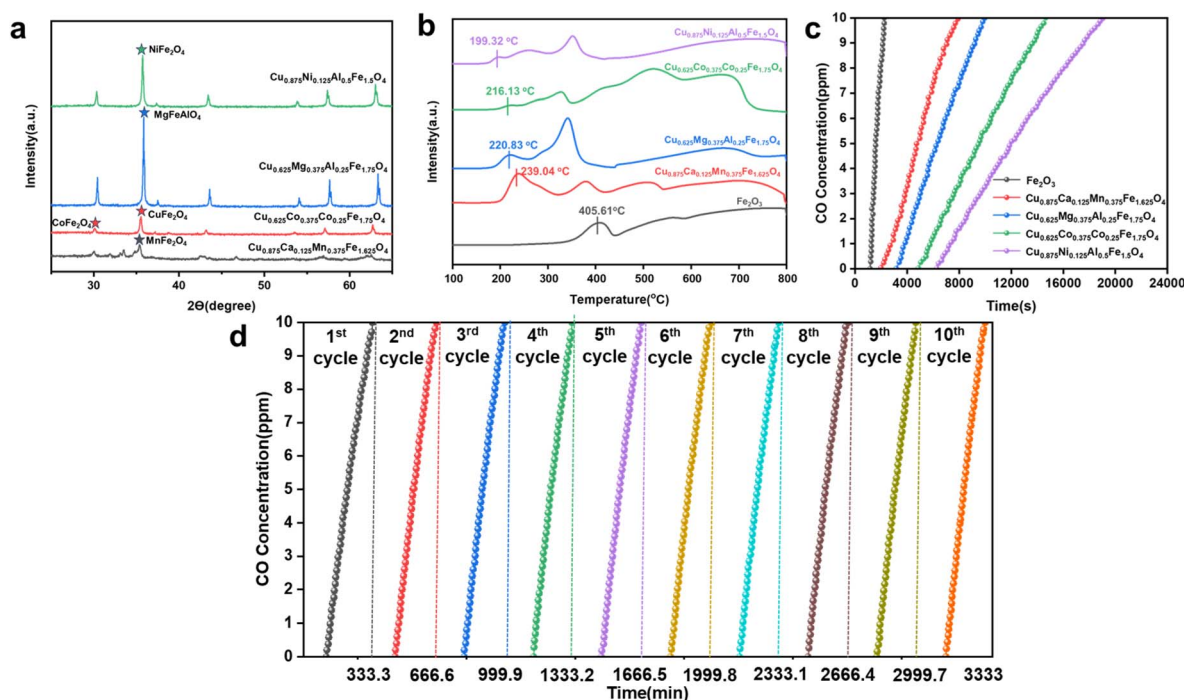 a
Intensity(a.u.)
NiFe₂O₄
Cu₀.₈₇₅Ni₀.₁₂₅Al₀.₅Fe₁.₅O₄
MgFeAlO₄
Cu₀.₆₂₅Mg₀.₃₇₅Al₀.₂₅Fe₁.₇₅O₄
CoFe₂O₄
CuFe₂O₄
Cu₀.₆₂₅Co₀.₃₇₅Co₀.₂₅Fe₁.₇₅O₄
MnFe₂O₄
Cu₀.₈₇₅Ca₀.₁₂₅Mn₀.₃₇₅Fe₁.₆₂₅O₄
30 40 50 60
2ϴ(degree)
b
Intensity(a.u.)
199.32 °C
Cu₀.₈₇₅Ni₀.₁₂₅Al₀.₅Fe₁.₅O₄
216.13 °C
Cu₀.₆₂₅Co₀.₃₇₅Co₀.₂₅Fe₁.₇₅O₄
220.83 °C
Cu₀.₆₂₅Mg₀.₃₇₅Al₀.₂₅Fe₁.₇₅O₄
239.04 °C
Cu₀.₈₇₅Ca₀.₁₂₅Mn₀.₃₇₅Fe₁.₆₂₅O₄
405.61°C
Fe₂O₃
100 200 300 400 500 600 700 800
Temperature(°C)
c
CO Concentration(ppm)
10
9
8
7
6
5
4
3
2
1
0
Fe₂O₃
Cu₀.₈₇₅Ca₀.₁₂₅Mn₀.₃₇₅Fe₁.₆₂₅O₄
Cu₀.₆₂₅Mg₀.₃₇₅Al₀.₂₅Fe₁.₇₅O₄
Cu₀.₆₂₅Co₀.₃₇₅Co₀.₂₅Fe₁.₇₅O₄
Cu₀.₈₇₅Ni₀.₁₂₅Al₀.₅Fe₁.₅O₄
0 4000 8000 12000 16000 20000 24000
Time(s)
d
CO Concentration(ppm)
10
9
8
7
6
5
4
3
2
1
0
1st cycle
2nd cycle
3rd cycle
4th cycle
5th cycle
6th cycle
7th cycle
8th cycle
9th cycle
10th cycle
333.3 666.6 999.9 1333.2 1666.5 1999.8 2333.1 2666.4 2999.7 3333
Time(min)